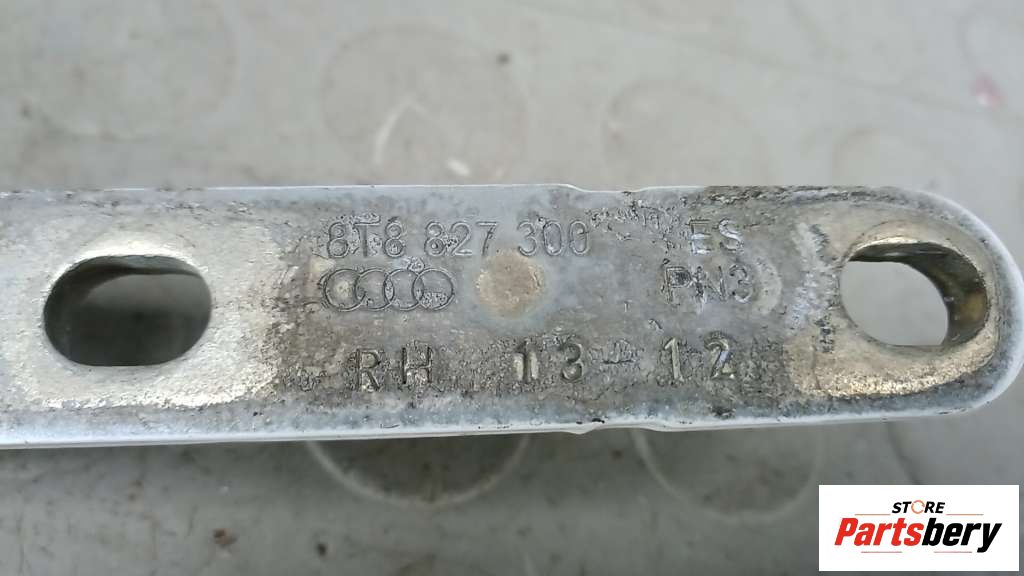 8T8 827 300 ES
PN3
RH 13-12
STORE
Partsbery